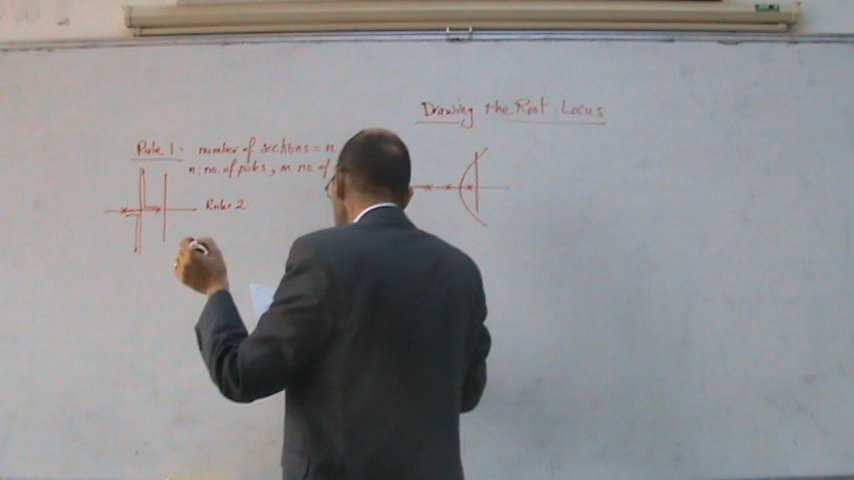 Drawing the Root Locus
Rule 1: number of sections = n
n: no. of poles; m no. of
Rule 2